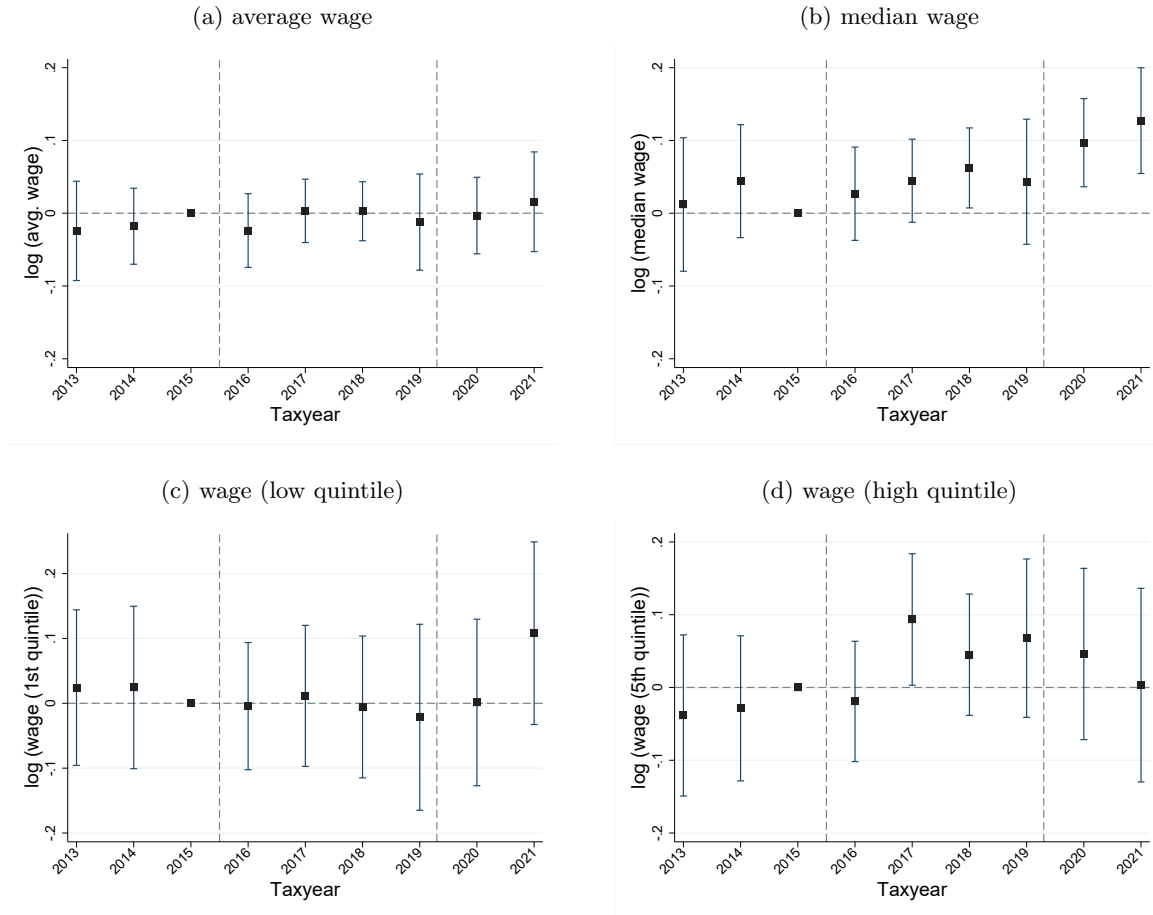 (a) average wage
log (avg. wage)
.2
.1
0
-.1
-.2
2013 2014 2015 2016 2017 2018 2019 2020 2021
Taxyear
(b) median wage
log (median wage)
.2
.1
0
-.1
-.2
2013 2014 2015 2016 2017 2018 2019 2020 2021
Taxyear
(c) wage (low quintile)
log (wage (1st quintile))
.2
.1
0
-.1
-.2
2013 2014 2015 2016 2017 2018 2019 2020 2021
Taxyear
(d) wage (high quintile)
log (wage (5th quintile))
.2
.1
0
-.1
-.2
2013 2014 2015 2016 2017 2018 2019 2020 2021
Taxyear